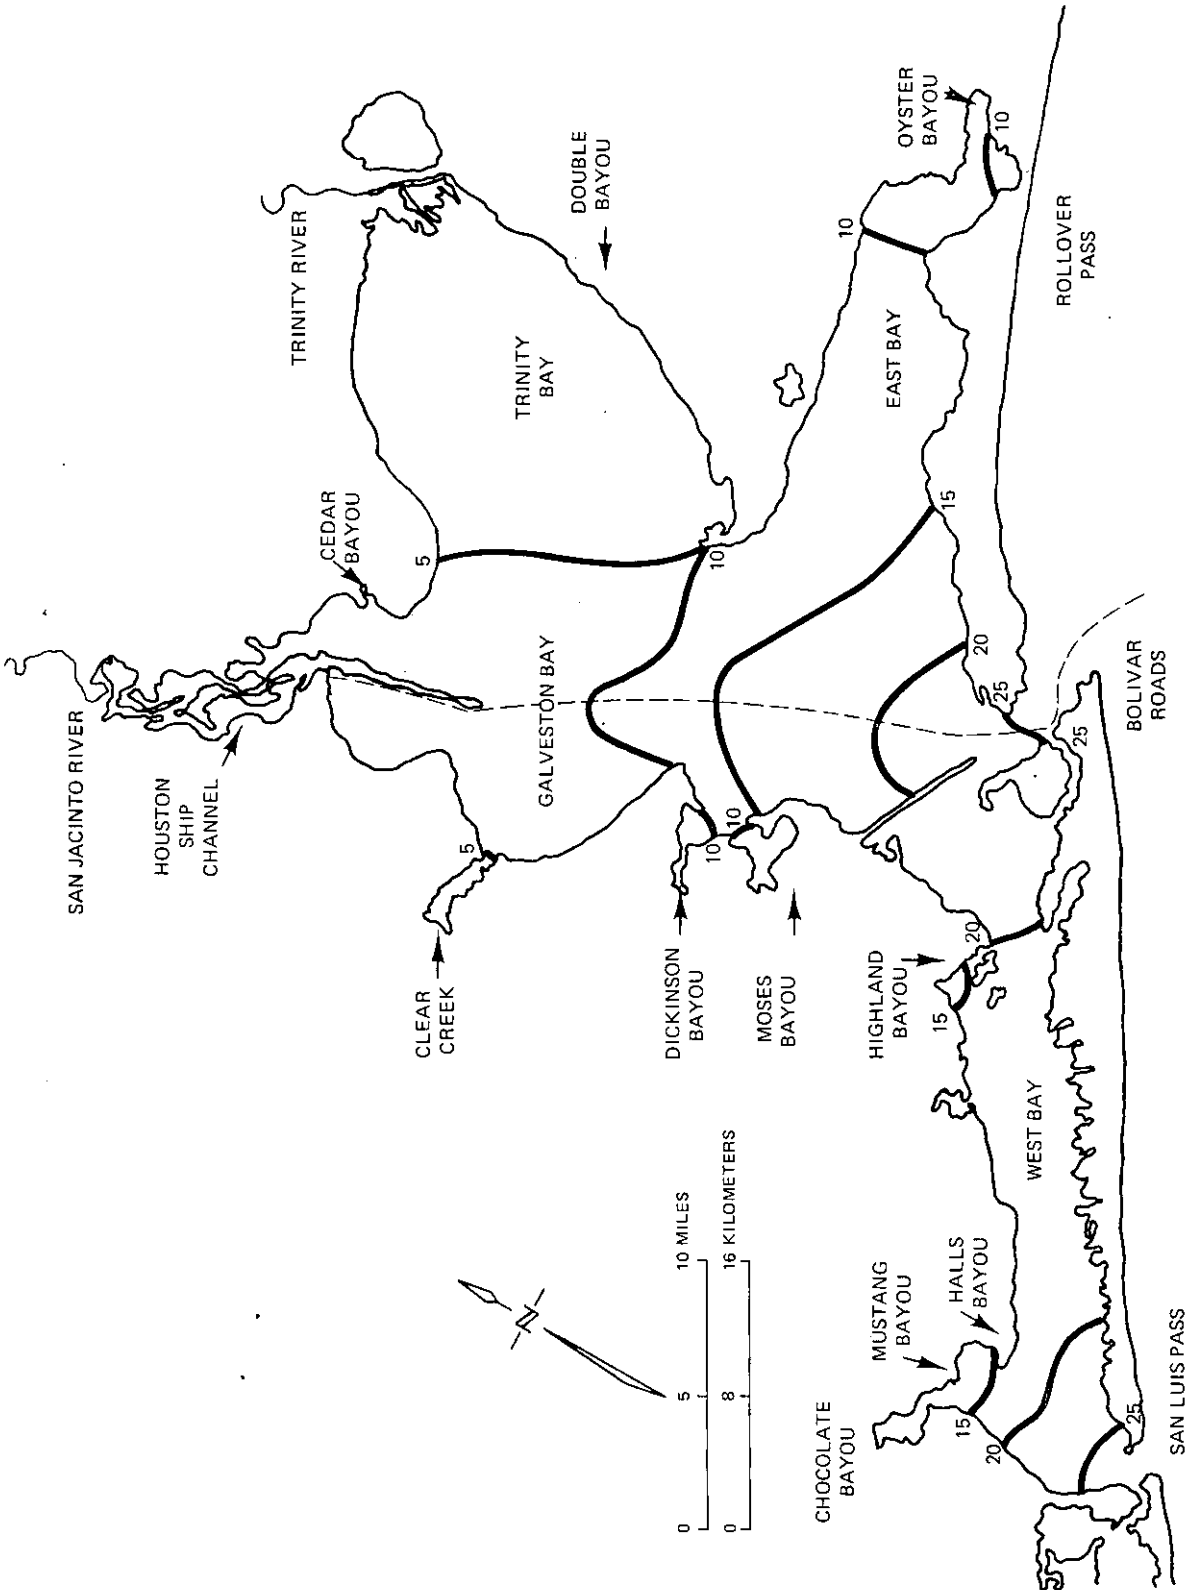 SAN JACINTO RIVER
HOUSTON
SHIP
CHANNEL
CEDAR
BAYOU
TRINITY RIVER
5
TRINITY
BAY
DOUBLE
BAYOU
5
CLEAR
CREEK
GALVESTON BAY
10
DICKINSON
BAYOU
10
MOSES
BAYOU
10
10
EAST BAY
OYSTER
BAYOU
10
15
ROLLOVER
PASS
20
25
25
BOLIVAR
ROADS
20
HIGHLAND
BAYOU
15
WEST BAY
N
0
5
10 MILES
0
8
16 KILOMETERS
MUSTANG
BAYOU
HALLS
BAYOU
CHOCOLATE
BAYOU
15
20
25
SAN LUIS PASS